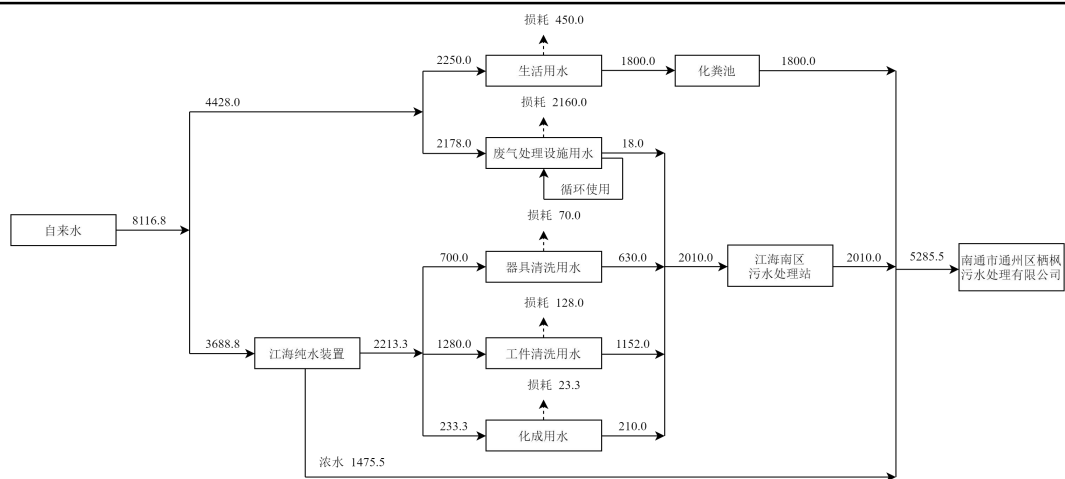 损耗 450.0
2250.0
生活用水
1800.0
化粪池
1800.0
4428.0
损耗 2160.0
2178.0
废气处理设施用水
18.0
循环使用
自来水
8116.8
损耗 70.0
700.0
器具清洗用水
630.0
2010.0
江海南区
污水处理站
2010.0
5285.5
南通市通州区栖枫
污水处理有限公司
损耗 128.0
3688.8
江海纯水装置
2213.3
1280.0
工件清洗用水
1152.0
损耗 23.3
233.3
化成用水
210.0
浓水 1475.5